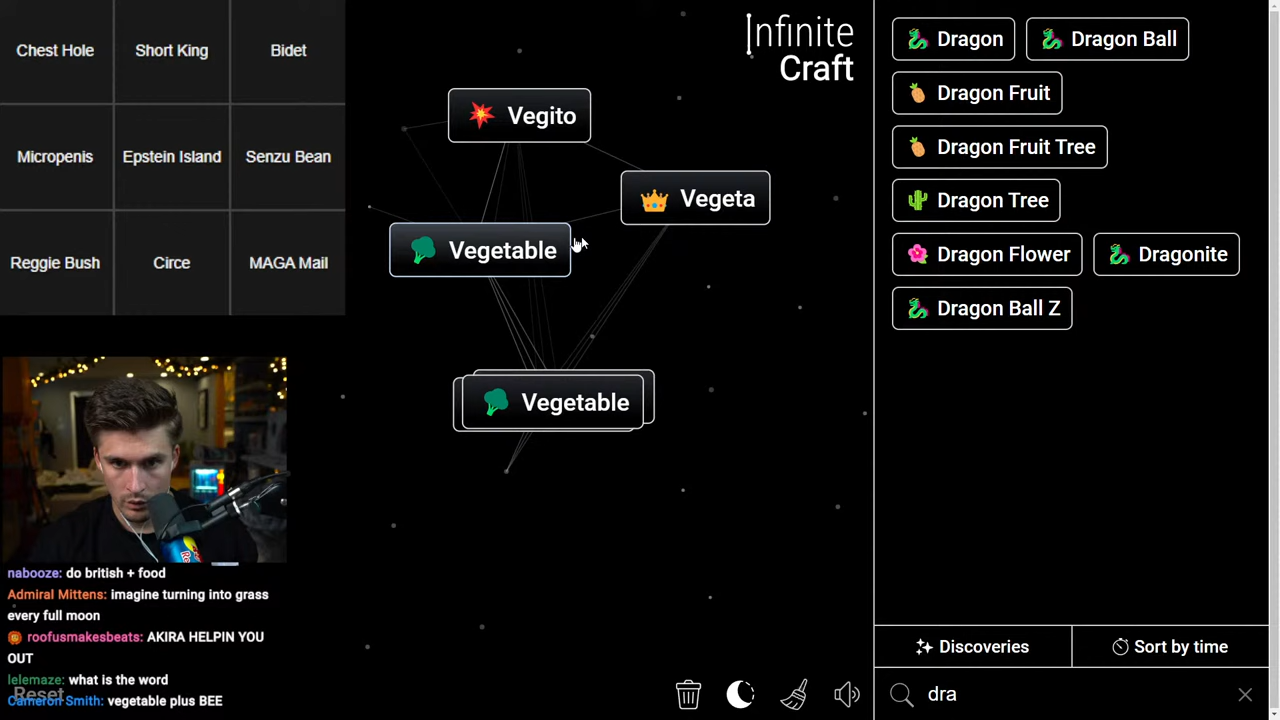 Chest Hole
Short King
Bidet
Micropenis
Epstein Island
Senzu Bean
Reggie Bush
Circe
MAGA Mail
Infinite
Craft
Vegito
Vegeta
Vegetable
Vegetable
Dragon
Dragon Ball
Dragon Fruit
Dragon Fruit Tree
Dragon Tree
Dragon Flower
Dragonite
Dragon Ball Z
nabooze: do british + food
Admiral Mittens: imagine turning into grass
every full moon
roofusmakesbeats: AKIRA HELPIN YOU
OUT
lelemaze: what is the word
Reset
Cameron Smith: vegetable plus BEE
Discoveries
Sort by time
dra